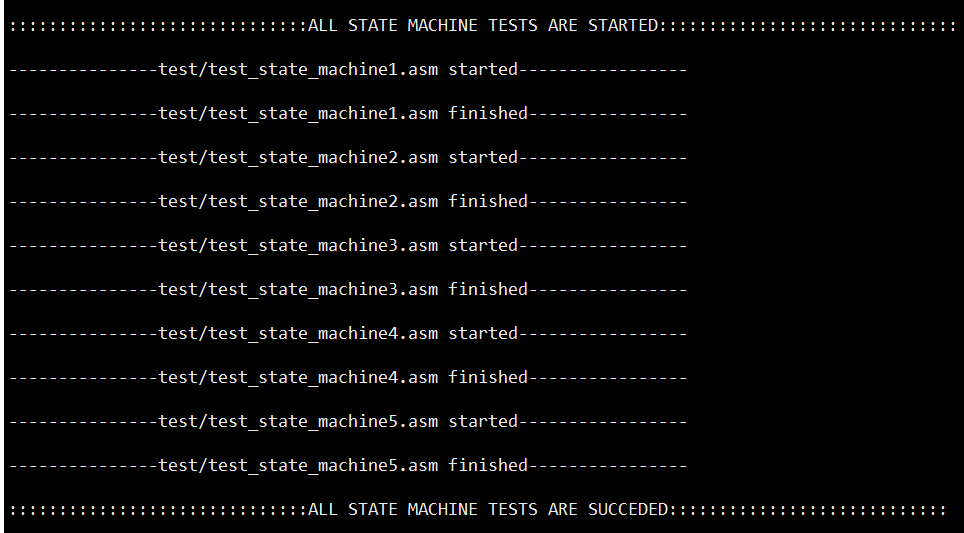 ::::::::::::::::::::::::::::::ALL STATE MACHINE TESTS ARE STARTED::::::::::::::::::::::::::::::
---------------test/test_state_machine1.asm started-----------------
---------------test/test_state_machine1.asm finished----------------
---------------test/test_state_machine2.asm started-----------------
---------------test/test_state_machine2.asm finished----------------
---------------test/test_state_machine3.asm started-----------------
---------------test/test_state_machine3.asm finished----------------
---------------test/test_state_machine4.asm started-----------------
---------------test/test_state_machine4.asm finished----------------
---------------test/test_state_machine5.asm started-----------------
---------------test/test_state_machine5.asm finished----------------
::::::::::::::::::::::::::::::ALL STATE MACHINE TESTS ARE SUCCEDED::::::::::::::::::::::::::::